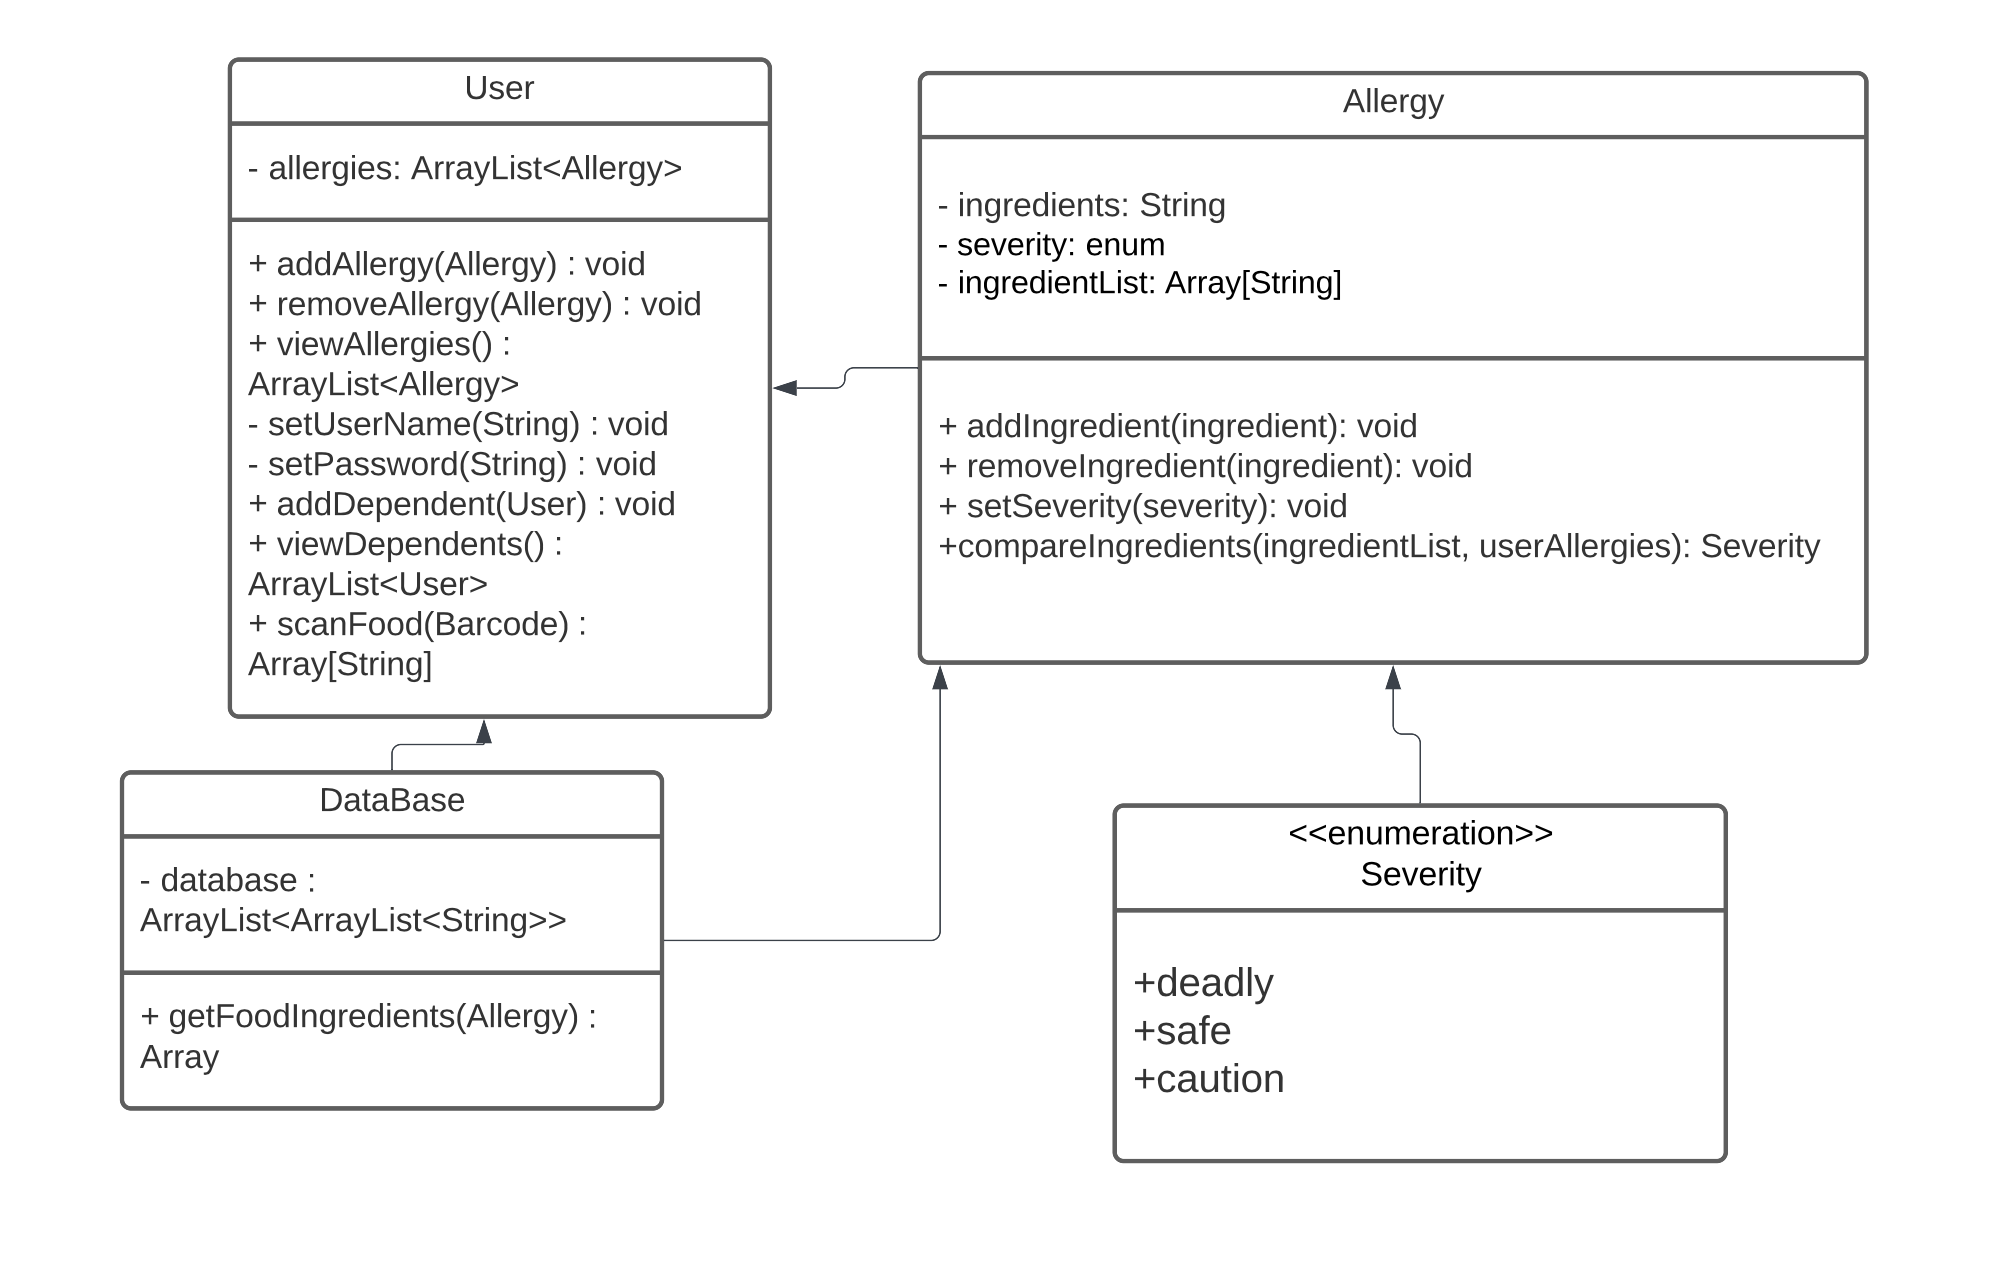 User
- allergies: ArrayList<Allergy>
+ addAllergy(Allergy) : void
+ removeAllergy(Allergy) : void
+ viewAllergies() :
ArrayList<Allergy>
- setUserName(String) : void
- setPassword(String) : void
+ addDependent(User) : void
+ viewDependents() :
ArrayList<User>
+ scanFood(Barcode) :
Array[String]
Allergy
- ingredients: String
- severity: enum
- ingredientList: Array[String]
+ addIngredient(ingredient): void
+ removeIngredient(ingredient): void
+ setSeverity(severity): void
+compareIngredients(ingredientList, userAllergies): Severity
DataBase
- database :
ArrayList<ArrayList<String>>
+ getFoodIngredients(Allergy) :
Array
<<enumeration>>
Severity
+deadly
+safe
+caution